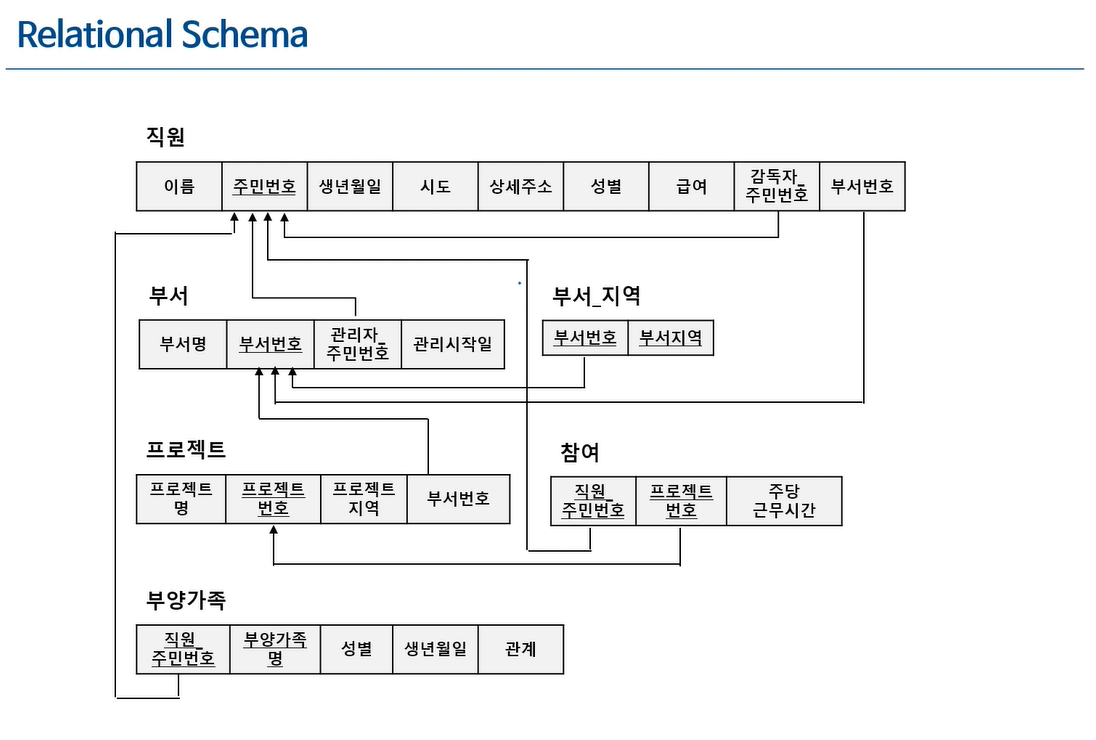 Relational Schema
직원
이름
주민번호
생년월일
시도
상세주소
성별
급여
감독자_
주민번호
부서번호
부서
부서명
부서번호
관리자_
주민번호
관리시작일
부서_지역
부서번호
부서지역
프로젝트
프로젝트
명
프로젝트
번호
프로젝트
지역
부서번호
참여
직원_
주민번호
프로젝트
번호
주당
근무시간
부양가족
직원_
주민번호
부양가족
명
성별
생년월일
관계